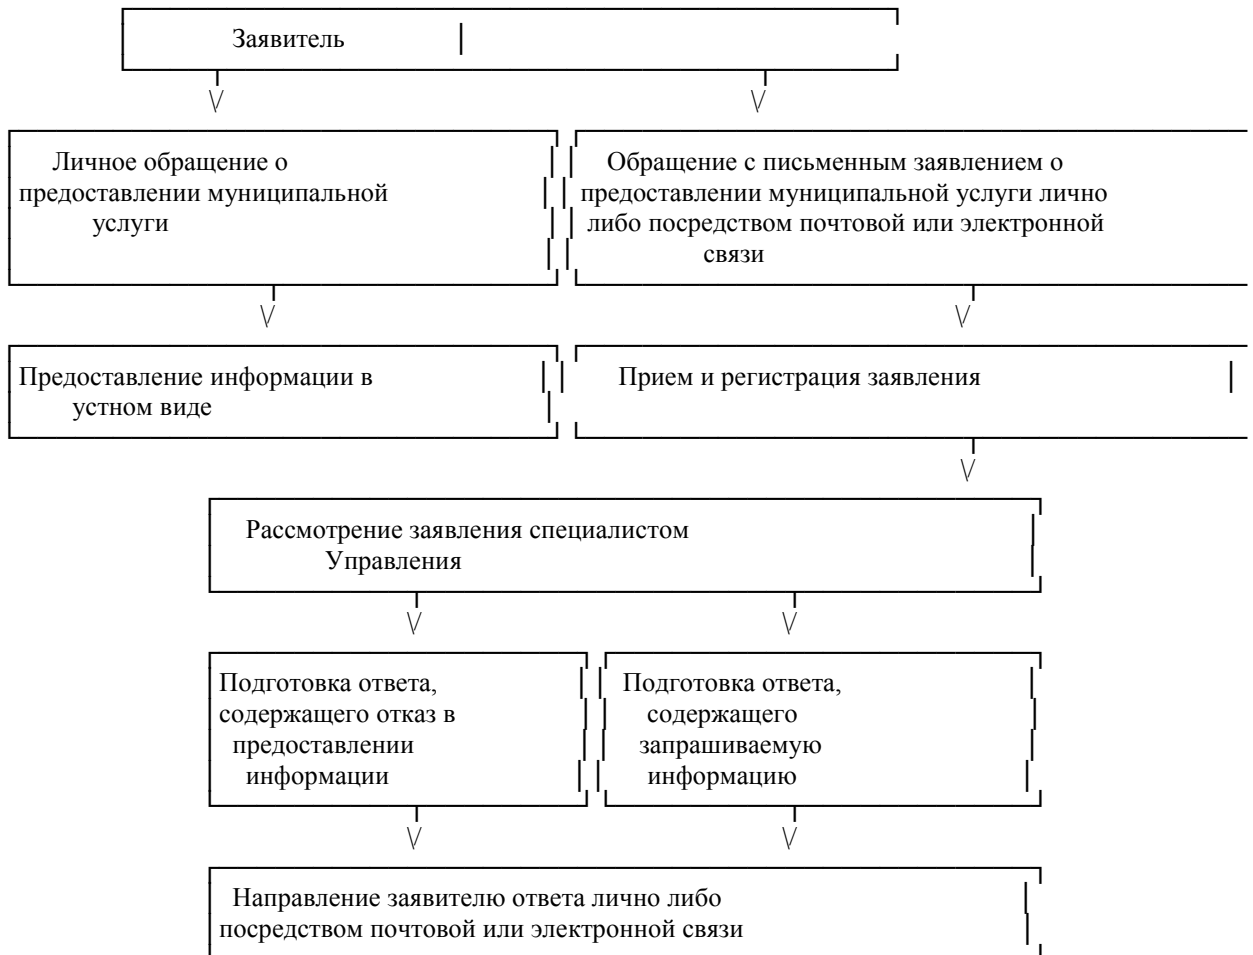 Заявитель
Личное обращение о
предоставлении муниципальной
услуги
Обращение с письменным заявлением о
предоставлении муниципальной услуги лично
либо посредством почтовой или электронной
связи
Предоставление информации в
устном виде
Прием и регистрация заявления
Рассмотрение заявления специалистом
Управления
Подготовка ответа,
содержащего отказ в
предоставлении
информации
Подготовка ответа,
содержащего
запрашиваемую
информацию
Направление заявителю ответа лично либо
посредством почтовой или электронной связи